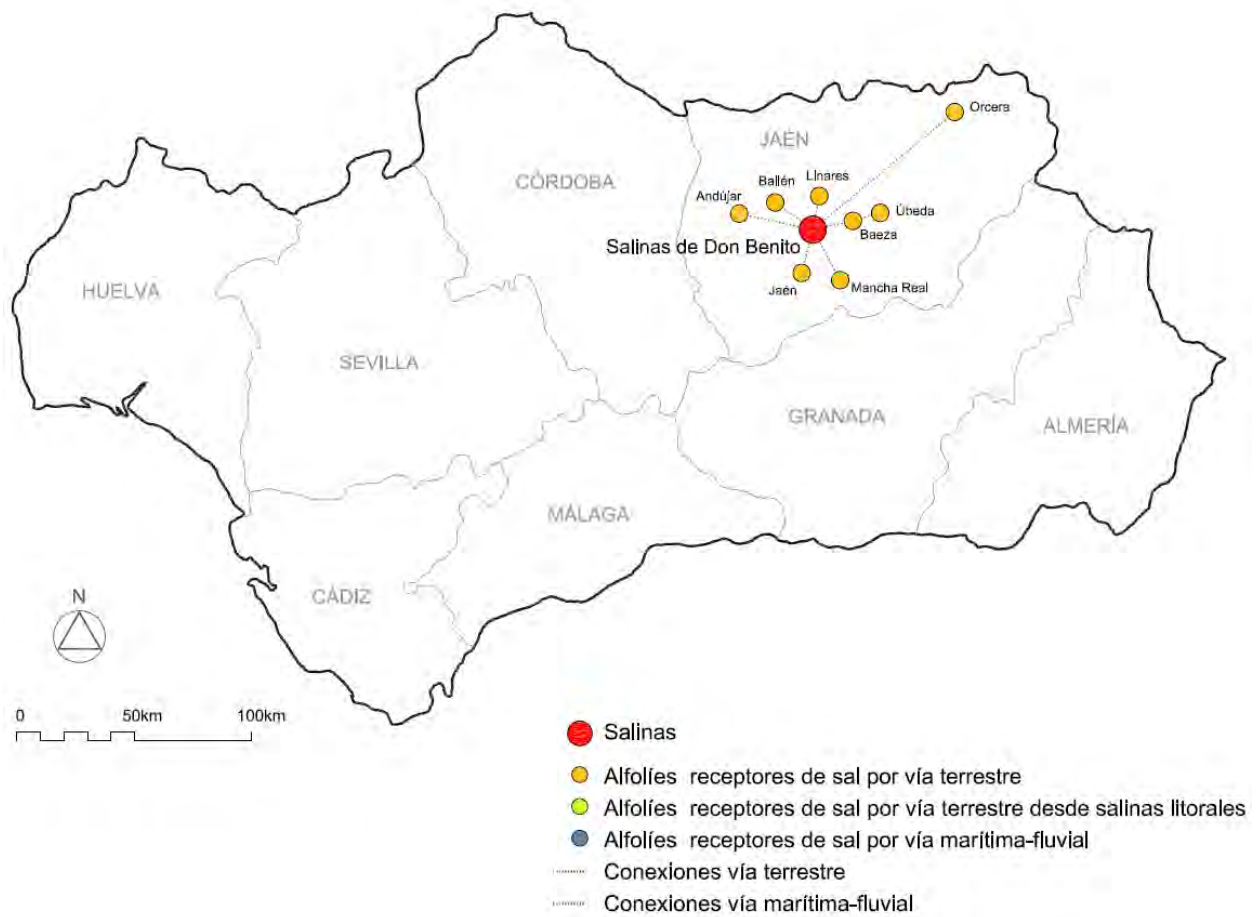 Orcera
JAÉN
CÓRDOBA
Bailén
Linares
Andújar
Úbeda
Baeza
Salinas de Don Benito
Jaén
Mancha Real
HUELVA
SEVILLA
GRANADA
ALMERÍA
MÁLAGA
CÁDIZ
N
0 50km 100km
Salinas
Alfolíes receptores de sal por vía terrestre
Alfolíes receptores de sal por vía terrestre desde salinas litorales
Alfolíes receptores de sal por vía marítima-fluvial
Conexiones vía terrestre
Conexiones vía marítima-fluvial